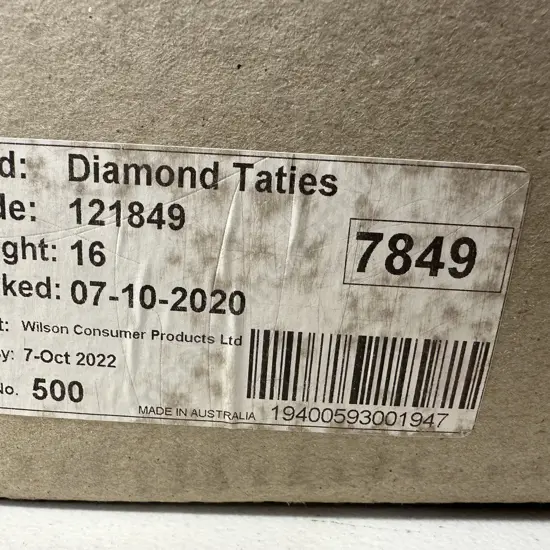 d: Diamond Taties
de: 121849
ght: 16
7849
ked: 07-10-2020
t: Wilson Consumer Products Ltd
y: 7-Oct 2022
No. 500
MADE IN AUSTRALIA
19400593001947